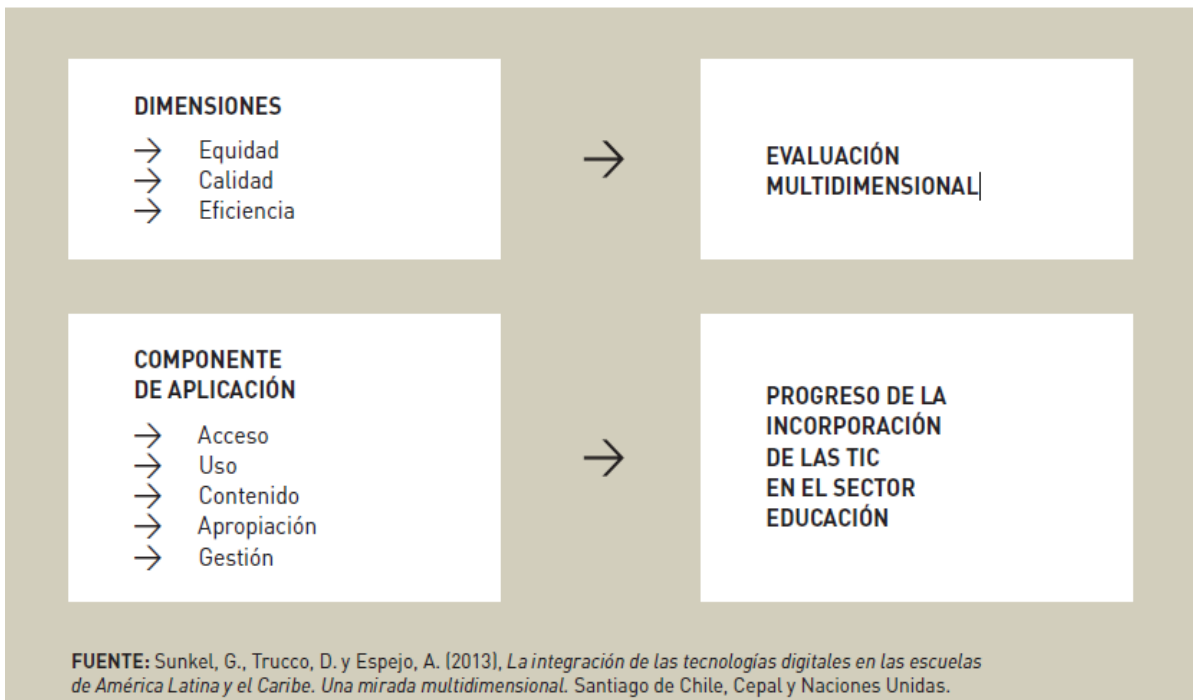 DIMENSIONES
→ Equidad
→ Calidad
→ Eficiencia
→
EVALUACIÓN
MULTIDIMENSIONAL
COMPONENTE
DE APLICACIÓN
→ Acceso
→ Uso
→ Contenido
→ Apropiación
→ Gestión
→
PROGRESO DE LA
INCORPORACIÓN
DE LAS TIC
EN EL SECTOR
EDUCACIÓN
FUENTE: Sunkel, G., Trucco, D. y Espejo, A. (2013), La integración de las tecnologías digitales en las escuelas
de América Latina y el Caribe. Una mirada multidimensional. Santiago de Chile, Cepal y Naciones Unidas.